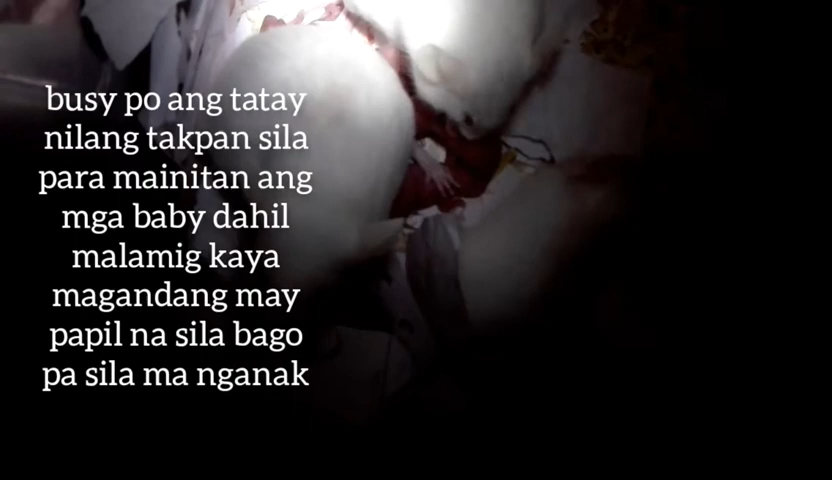 busy po ang tatay
nilang takpan sila
para mainitan ang
mga baby dahil
malamig kaya
magandang may
papil na sila bago
pa sila ma nganak